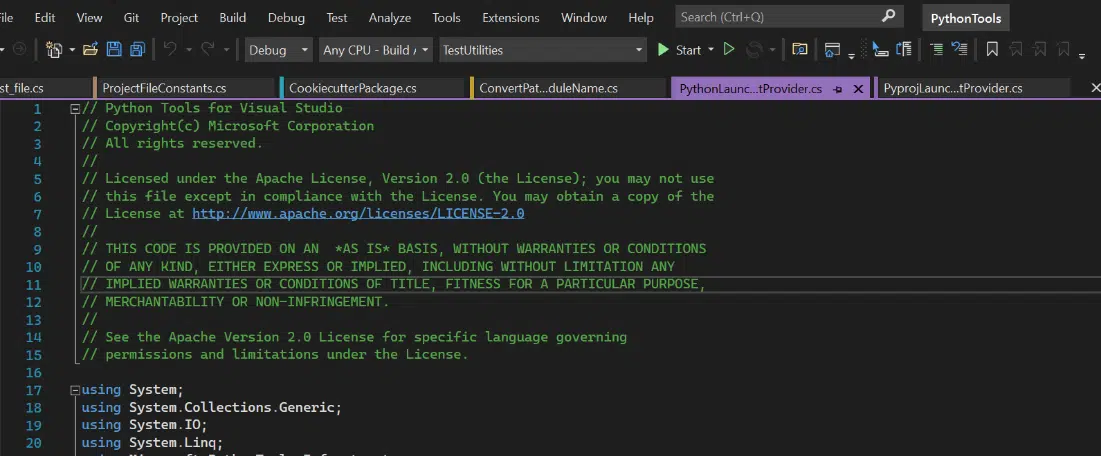 File Edit View Git Project Build Debug Test Analyze Tools Extensions Window Help Search (Ctrl+Q) PythonTools
Debug Any CPU - Build TestUtilities Start
st_file.cs ProjectFileConstants.cs CookiecutterPackage.cs ConvertPat...duleName.cs PythonLaunc...tProvider.cs PyprojLaunc...tProvider.cs
1 // Python Tools for Visual Studio
2 // Copyright(c) Microsoft Corporation
3 // All rights reserved.
4 //
5 // Licensed under the Apache License, Version 2.0 (the License); you may not use
6 // this file except in compliance with the License. You may obtain a copy of the
7 // License at http://www.apache.org/licenses/LICENSE-2.0
8 //
9 // THIS CODE IS PROVIDED ON AN  *AS IS* BASIS, WITHOUT WARRANTIES OR CONDITIONS
10 // OF ANY KIND, EITHER EXPRESS OR IMPLIED, INCLUDING WITHOUT LIMITATION ANY
11 // IMPLIED WARRANTIES OR CONDITIONS OF TITLE, FITNESS FOR A PARTICULAR PURPOSE,
12 // MERCHANTABILITY OR NON-INFRINGEMENT.
13 //
14 // See the Apache Version 2.0 License for specific language governing
15 // permissions and limitations under the License.
16
17 using System;
18 using System.Collections.Generic;
19 using System.IO;
20 using System.Linq;